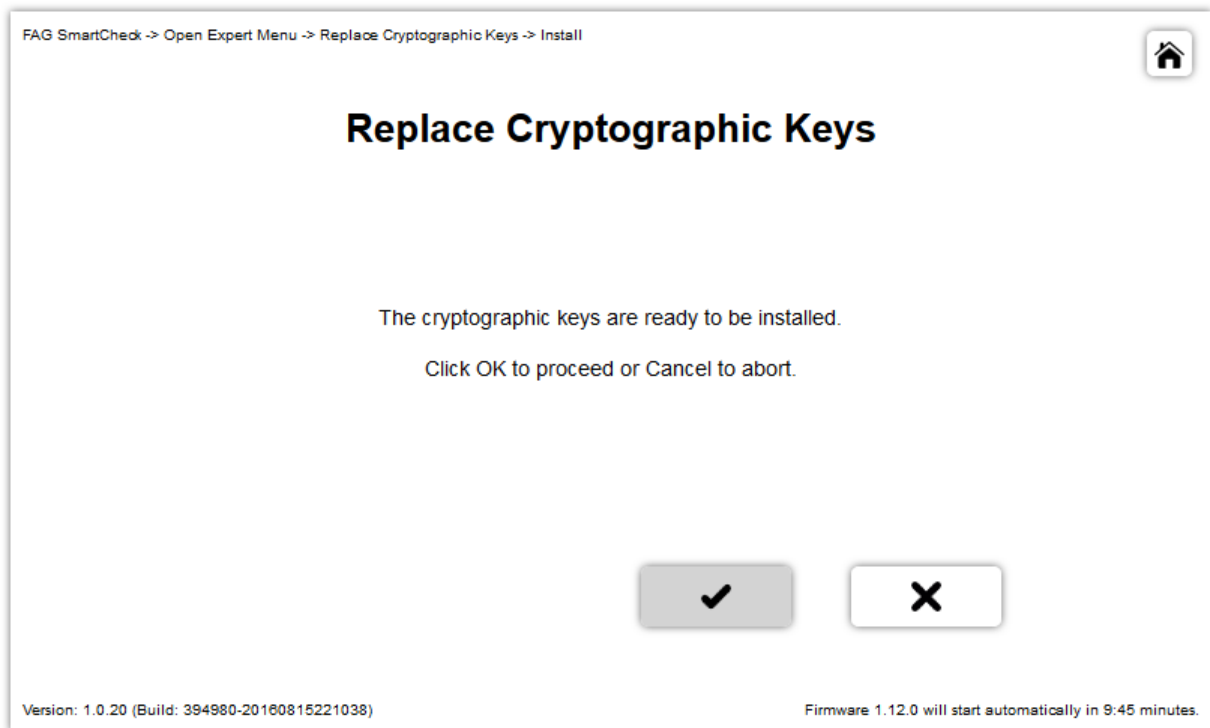 FAG SmartCheck -> Open Expert Menu -> Replace Cryptographic Keys -> Install
Replace Cryptographic Keys
The cryptographic keys are ready to be installed.
Click OK to proceed or Cancel to abort.
Version: 1.0.20 (Build: 394980-20160815221038)
Firmware 1.12.0 will start automatically in 9:45 minutes.